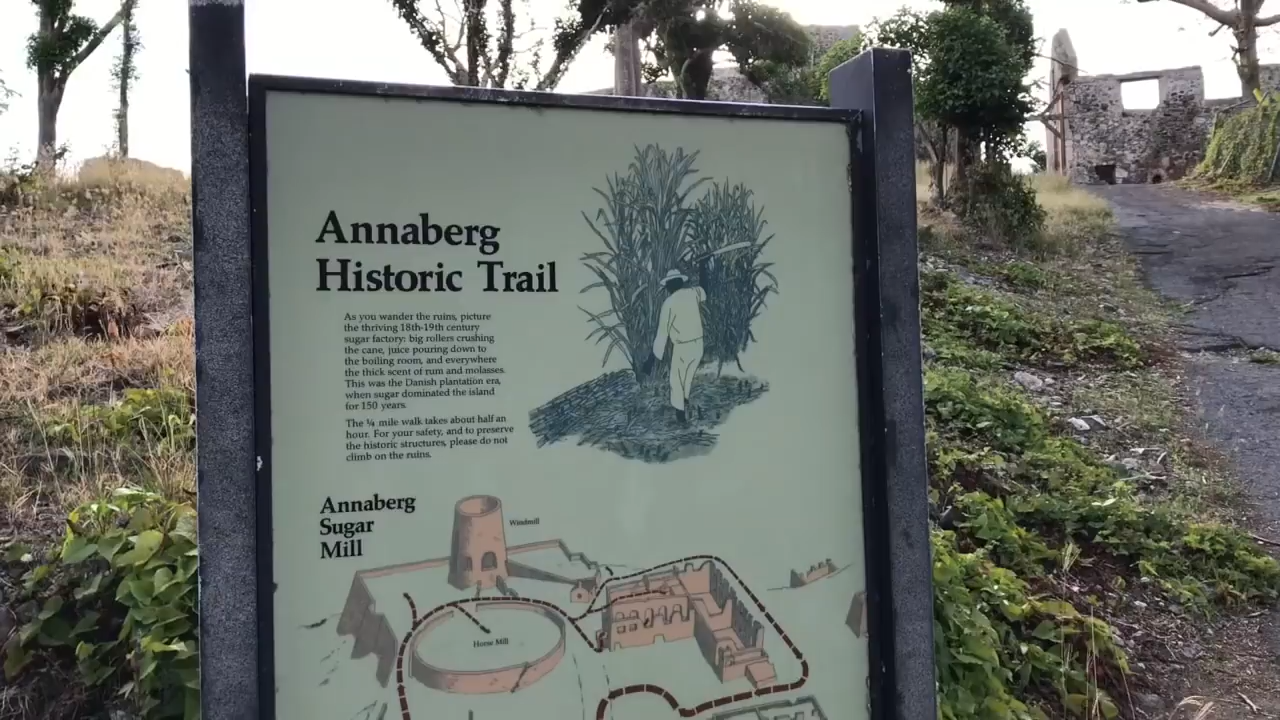 Annaberg
Historic Trail
As you wander the ruins, picture
the thriving 18th-19th century
sugar factory: big rollers crushing
the cane, juice pouring down to
the boiling room, and everywhere
the thick scent of rum and molasses.
This was the Danish plantation era,
when sugar dominated the island
for 150 years.
The ¼ mile walk takes about half an
hour. For your safety, and to preserve
the historic structures, please do not
climb on the ruins.
Annaberg
Sugar
Mill
Windmill
Horse Mill